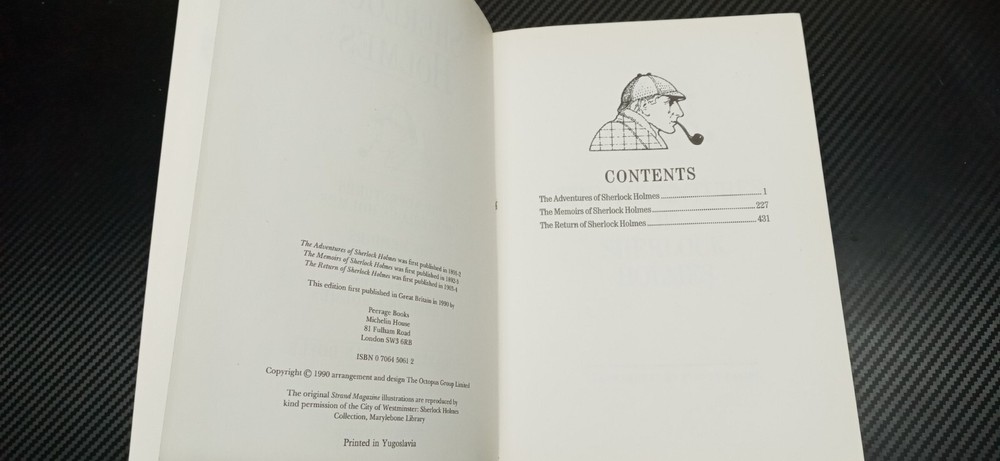 The Adventures of Sherlock Holmes was first published in 1891-2
The Memoirs of Sherlock Holmes was first published in 1892-3
The Return of Sherlock Holmes was first published in 1903-4
This edition first published in Great Britain in 1990 by
Peerage Books
Michelin House
81 Fulham Road
London SW3 6RB
ISBN 0 7064 5061 2
Copyright © 1990 arrangement and design The Octopus Group Limited
The original Strand Magazine illustrations are reproduced by
kind permission of the City of Westminster: Sherlock Holmes
Collection, Marylebone Library
Printed in Yugoslavia
CONTENTS
The Adventures of Sherlock Holmes 1
The Memoirs of Sherlock Holmes 227
The Return of Sherlock Holmes 431